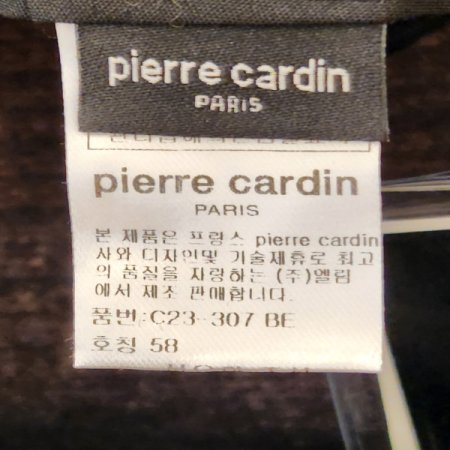 pierre cardin
PARIS
pierre cardin
PARIS
본 제품은 프랑스 pierre cardin
사와 디자인및 기술제휴로 최고
의 품질을 자랑하는 (주)엘림
에서 제조 판매합니다.
품번:C23-307 BE
호칭 58